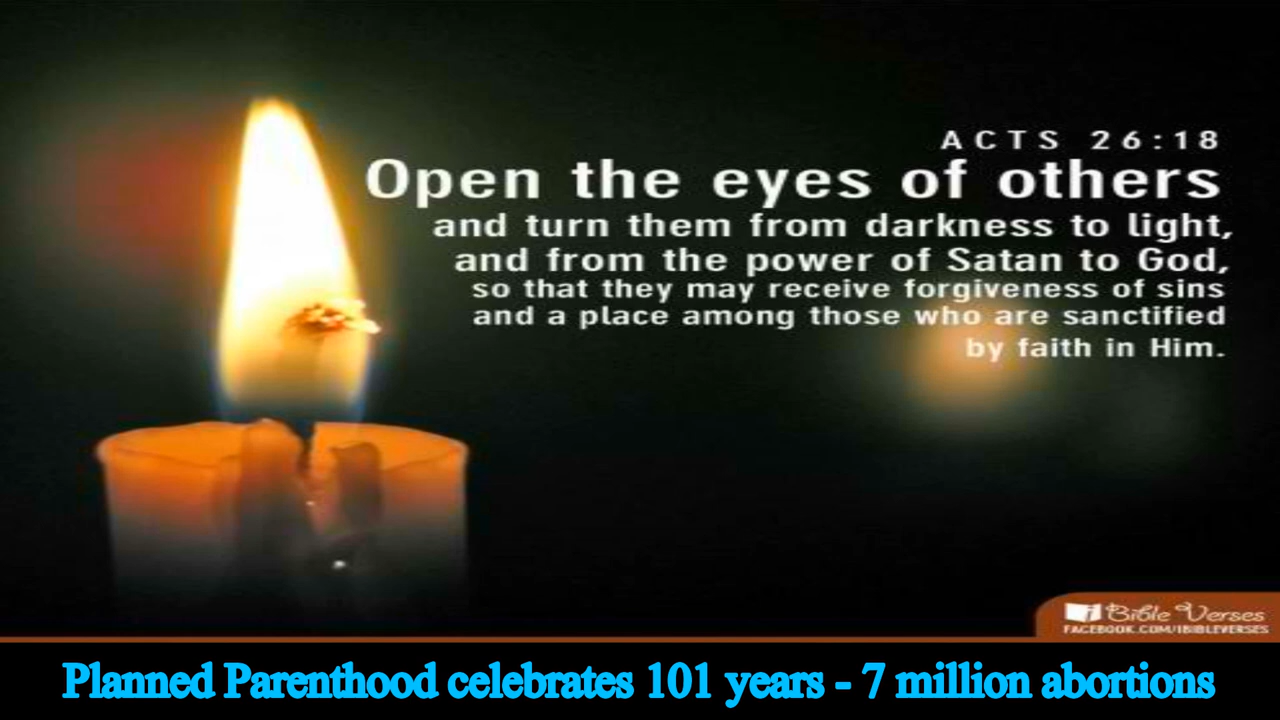 ACTS 26:18
Open the eyes of others
and turn them from darkness to light,
and from the power of Satan to God,
so that they may receive forgiveness of sins
and a place among those who are sanctified
by faith in Him.
i Bible Verses
FACEBOOK.COM/IBIBLEVERSES
Planned Parenthood celebrates 101 years - 7 million abortions